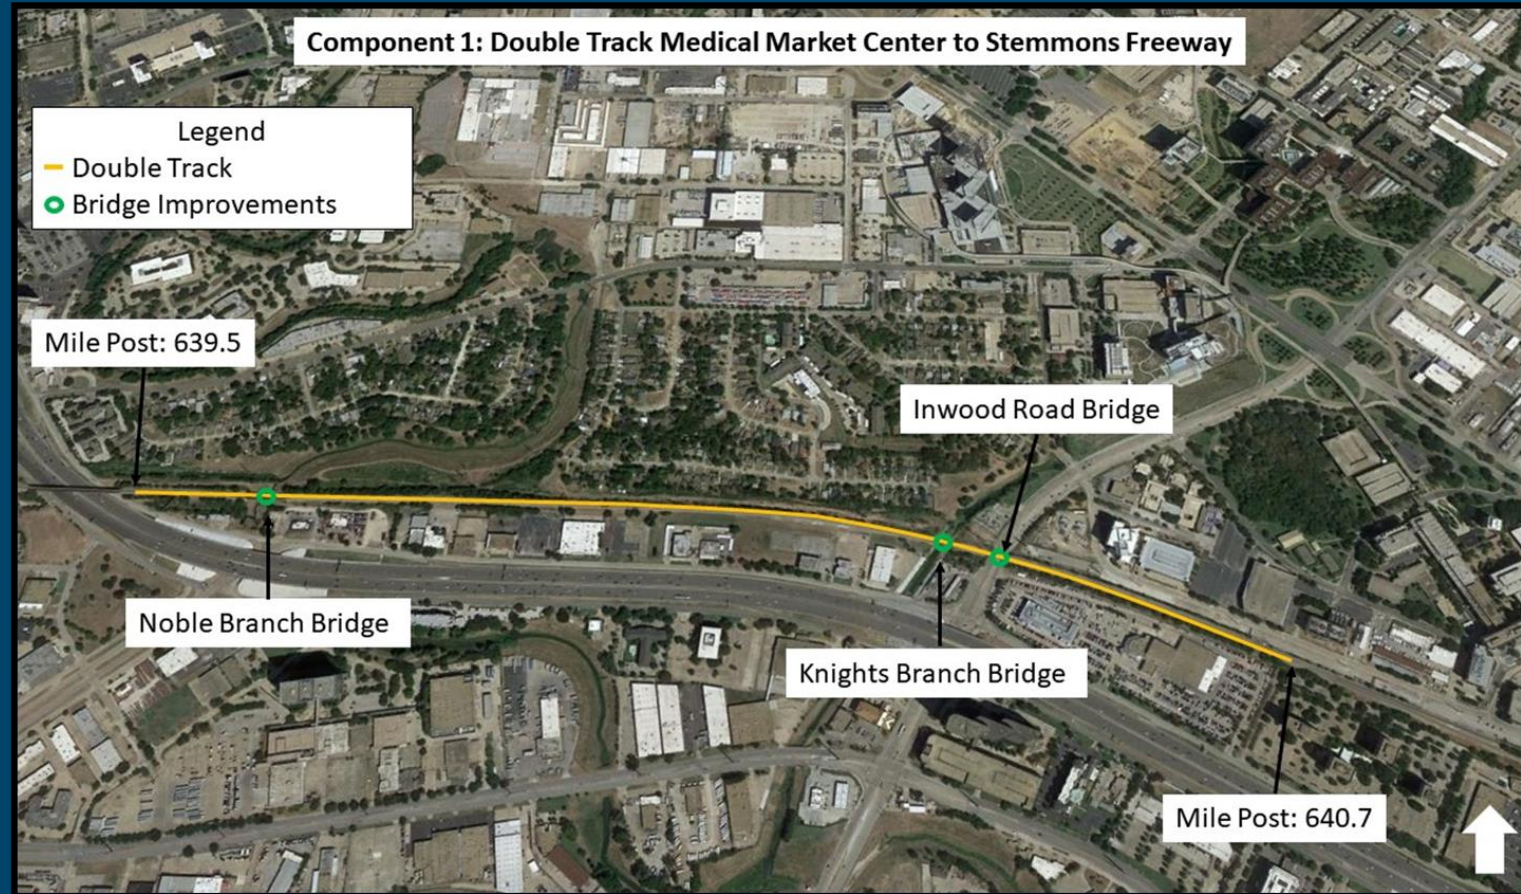 Component 1: Double Track Medical Market Center to Stemmons Freeway
Legend
Double Track
Bridge Improvements
Mile Post: 639.5
Inwood Road Bridge
Noble Branch Bridge
Knights Branch Bridge
Mile Post: 640.7